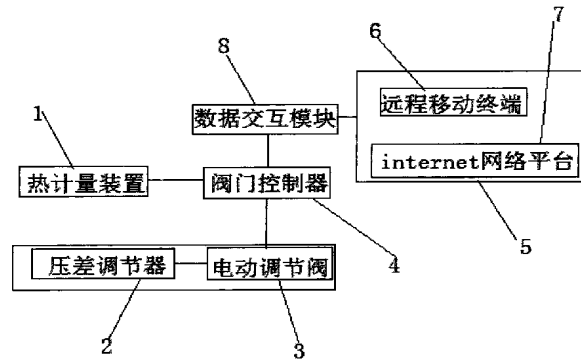 7
6
8
远程移动终端
数据交互模块
1
internet网络平台
热计量装置
阀门控制器
5
4
压差调节器
电动调节阀
2
3